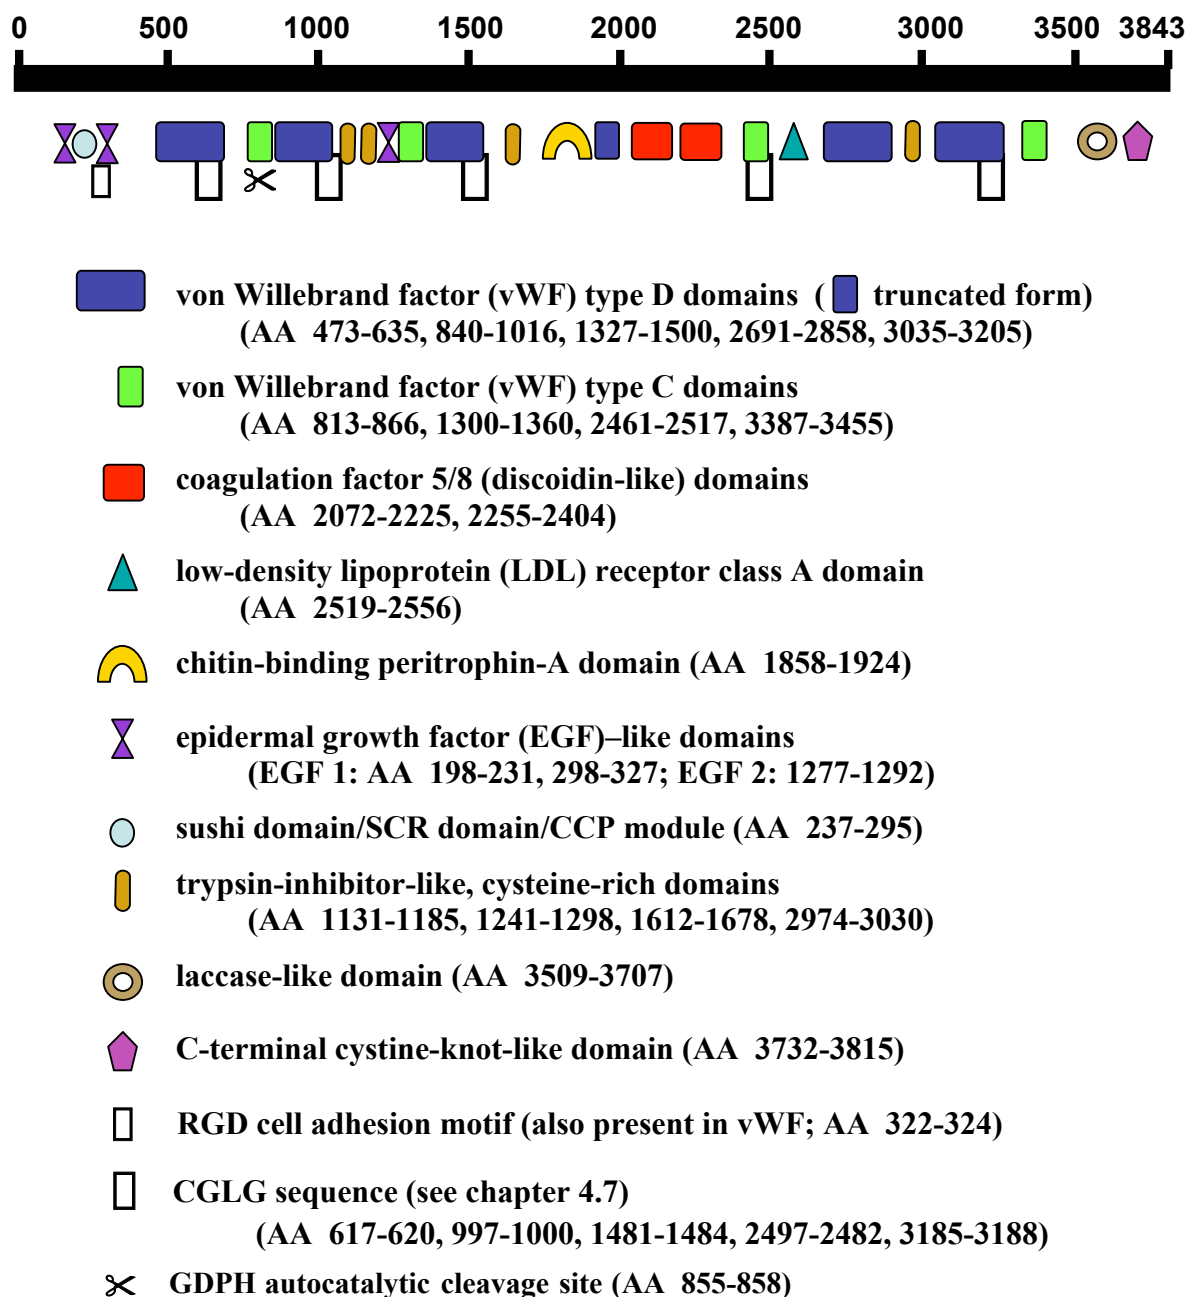 0 500 1000 1500 2000 2500 3000 3500 3843
von Willebrand factor (vWF) type D domains ( truncated form)
(AA 473-635, 840-1016, 1327-1500, 2691-2858, 3035-3205)
von Willebrand factor (vWF) type C domains
(AA 813-866, 1300-1360, 2461-2517, 3387-3455)
coagulation factor 5/8 (discoidin-like) domains
(AA 2072-2225, 2255-2404)
low-density lipoprotein (LDL) receptor class A domain
(AA 2519-2556)
chitin-binding peritrophin-A domain (AA 1858-1924)
epidermal growth factor (EGF)–like domains
(EGF 1: AA 198-231, 298-327; EGF 2: 1277-1292)
sushi domain/SCR domain/CCP module (AA 237-295)
trypsin-inhibitor-like, cysteine-rich domains
(AA 1131-1185, 1241-1298, 1612-1678, 2974-3030)
laccase-like domain (AA 3509-3707)
C-terminal cystine-knot-like domain (AA 3732-3815)
RGD cell adhesion motif (also present in vWF; AA 322-324)
CGLG sequence (see chapter 4.7)
(AA 617-620, 997-1000, 1481-1484, 2497-2482, 3185-3188)
GDPH autocatalytic cleavage site (AA 855-858)